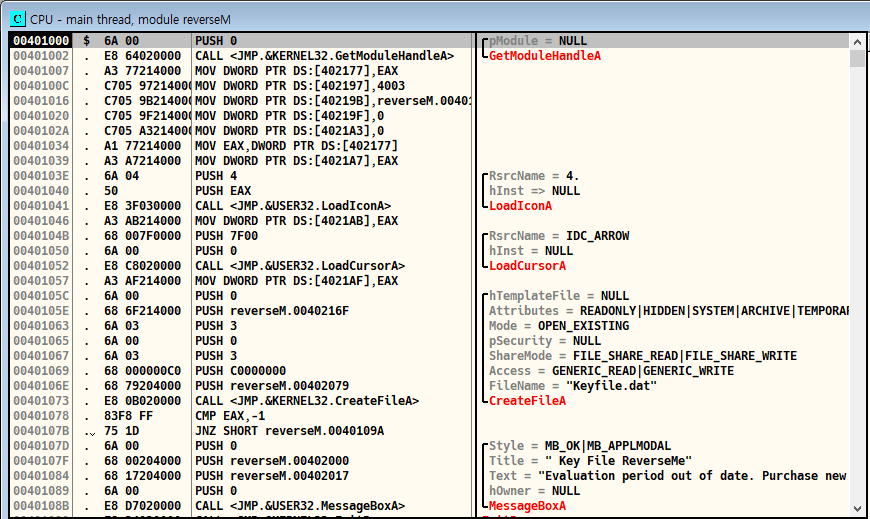 C CPU - main thread, module reverseM
00401000 $ 6A 00 PUSH 0 pModule = NULL
00401002 . E8 64020000 CALL <JMP.&KERNEL32.GetModuleHandleA> GetModuleHandleA
00401007 . A3 77214000 MOV DWORD PTR DS:[402177],EAX
0040100C . C705 97214000 MOV DWORD PTR DS:[402197],4003
00401016 . C705 9B214000 MOV DWORD PTR DS:[40219B],reverseM.0040
00401020 . C705 9F214000 MOV DWORD PTR DS:[40219F],0
0040102A . C705 A3214000 MOV DWORD PTR DS:[4021A3],0
00401034 . A1 77214000 MOV EAX,DWORD PTR DS:[402177]
00401039 . A3 A7214000 MOV DWORD PTR DS:[4021A7],EAX
0040103E . 6A 04 PUSH 4 RsrcName = 4.
00401040 . 50 PUSH EAX hInst => NULL
00401041 . E8 3F030000 CALL <JMP.&USER32.LoadIconA> LoadIconA
00401046 . A3 AB214000 MOV DWORD PTR DS:[4021AB],EAX
0040104B . 68 007F0000 PUSH 7F00 RsrcName = IDC_ARROW
00401050 . 6A 00 PUSH 0 hInst = NULL
00401052 . E8 C8020000 CALL <JMP.&USER32.LoadCursorA> LoadCursorA
00401057 . A3 AF214000 MOV DWORD PTR DS:[4021AF],EAX
0040105C . 6A 00 PUSH 0 hTemplateFile = NULL
0040105E . 68 6F214000 PUSH reverseM.0040216F Attributes = READONLY|HIDDEN|SYSTEM|ARCHIVE|TEMPORAR
00401063 . 6A 03 PUSH 3 Mode = OPEN_EXISTING
00401065 . 6A 00 PUSH 0 pSecurity = NULL
00401067 . 6A 03 PUSH 3 ShareMode = FILE_SHARE_READ|FILE_SHARE_WRITE
00401069 . 68 000000C0 PUSH C0000000 Access = GENERIC_READ|GENERIC_WRITE
0040106E . 68 79204000 PUSH reverseM.00402079 FileName = "Keyfile.dat"
00401073 . E8 0B020000 CALL <JMP.&KERNEL32.CreateFileA> CreateFileA
00401078 . 83F8 FF CMP EAX,-1
0040107B . 75 1D JNZ SHORT reverseM.0040109A
0040107D . 6A 00 PUSH 0 Style = MB_OK|MB_APPLMODAL
0040107F . 68 00204000 PUSH reverseM.00402000 Title = " Key File ReverseMe"
00401084 . 68 17204000 PUSH reverseM.00402017 Text = "Evaluation period out of date. Purchase new
00401089 . 6A 00 PUSH 0 hOwner = NULL
0040108B . E8 D7020000 CALL <JMP.&USER32.MessageBoxA> MessageBoxA